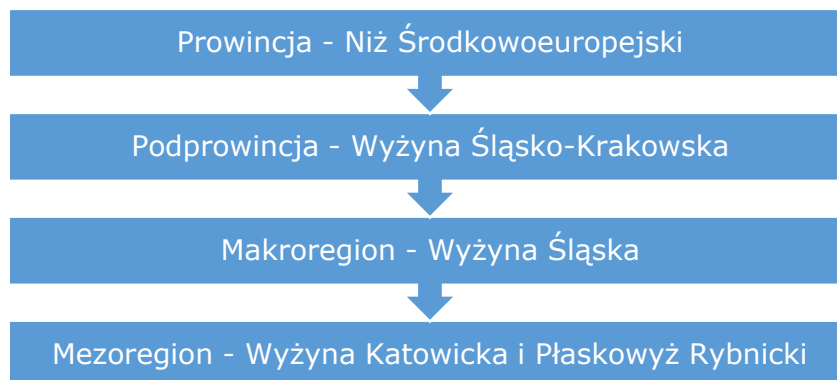 Prowincja - Niż Środkowoeuropejski
Podprowincja - Wyżyna Śląsko-Krakowska
Makroregion - Wyżyna Śląska
Mezoregion - Wyżyna Katowicka i Płaskowyż Rybnicki